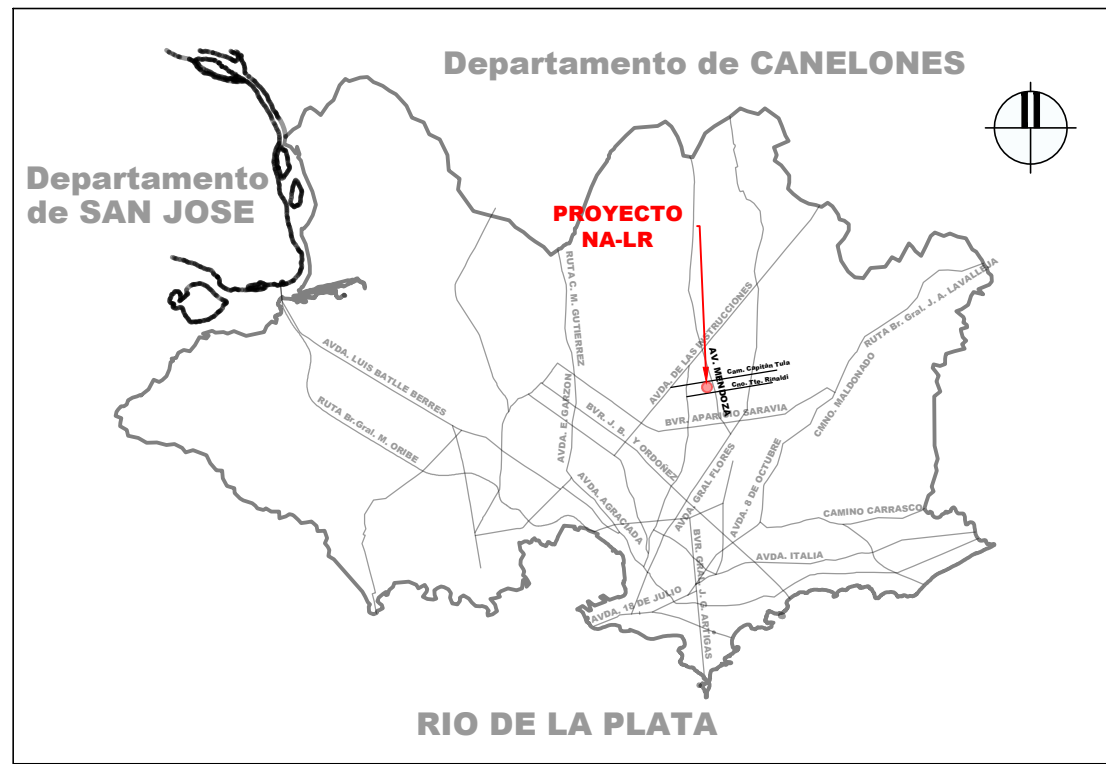 Departamento de CANELONES
Departamento
de SAN JOSE
PROYECTO
NA-LR
RUTA C. M. GUTIERREZ
AVDA. DE LAS INSTRUCCIONES
RUTA Br. Gral. J. A. LAVALLEJA
AVDA. LUIS BATLLE BERRES
AV. MENDOZA
Cam. Capitán Tula
Cno. Tte. Rinaldi
RUTA Br.Gral. M. ORIBE
AVDA. E. GARZON
BVR. J. B. Y ORDOÑEZ
BVR. APARICIO SARAVIA
CMNO. MALDONADO
AVDA. AGRACIADA
AVDA. GRAL FLORES
AVDA. 8 DE OCTUBRE
CAMINO CARRASCO
AVDA. ITALIA
AVDA. 18 DE JULIO
BVR. GRAL. J. G. ARTIGAS
RIO DE LA PLATA